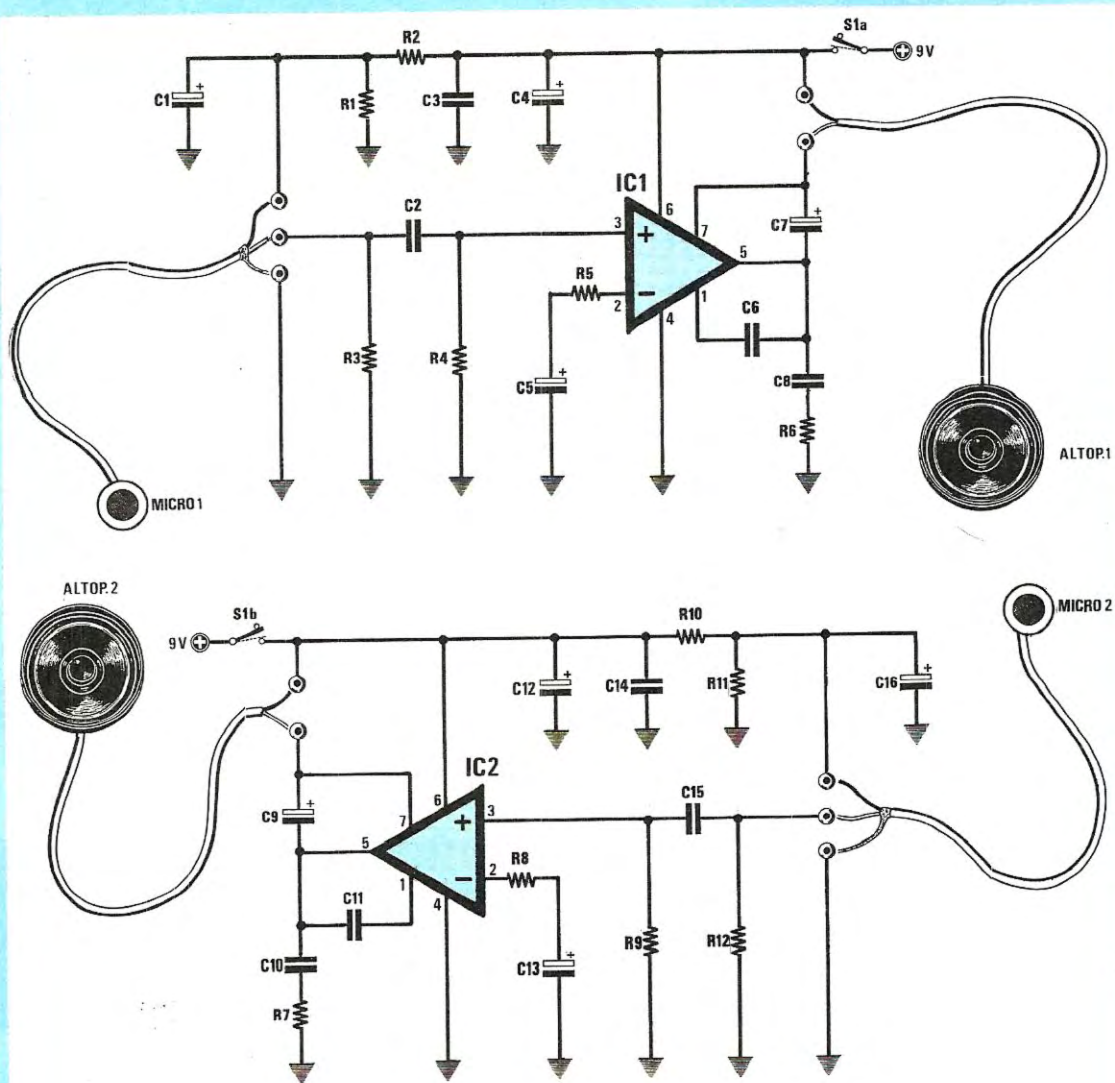 S1a
R2
9V
C1
+
R1
C3
C4
+
IC1
C2
3
+
6
7
C7
+
R5
2
−
5
1
4
C6
R3
R4
C5
+
C8
R6
ALTOP.1
MICRO 1
ALTOP.2
MICRO 2
S1b
9V
R10
C12
+
C14
R11
C16
+
IC2
C15
C9
+
7
6
+
3
5
R8
1
−
2
4
C11
C10
R9
R12
C13
+
R7